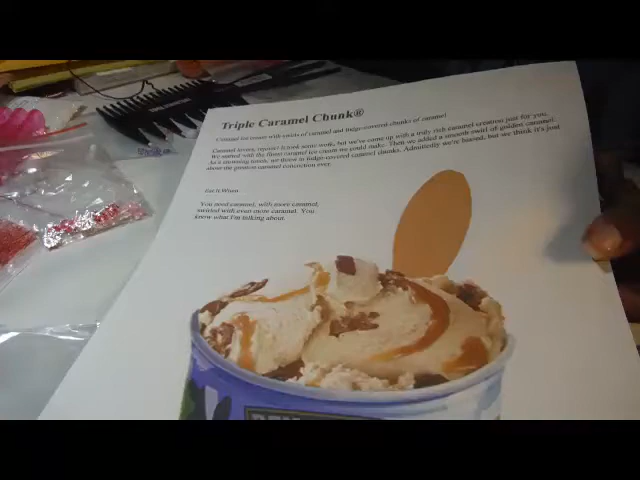 Triple Caramel Chunk®
Caramel ice cream with swirls of caramel and fudge-covered chunks of caramel
Caramel lovers, rejoice! It took some work, but we've come up with a truly rich caramel creation just for you.
We started with the finest caramel ice cream we could make. Then we added a smooth swirl of golden caramel.
As a crowning touch, we threw in fudge-covered caramel chunks. Admittedly we're biased, but we think it's just
about the greatest caramel concoction ever.
Get It When
You need caramel, with more caramel,
swirled with even more caramel. You
know what I'm talking about.